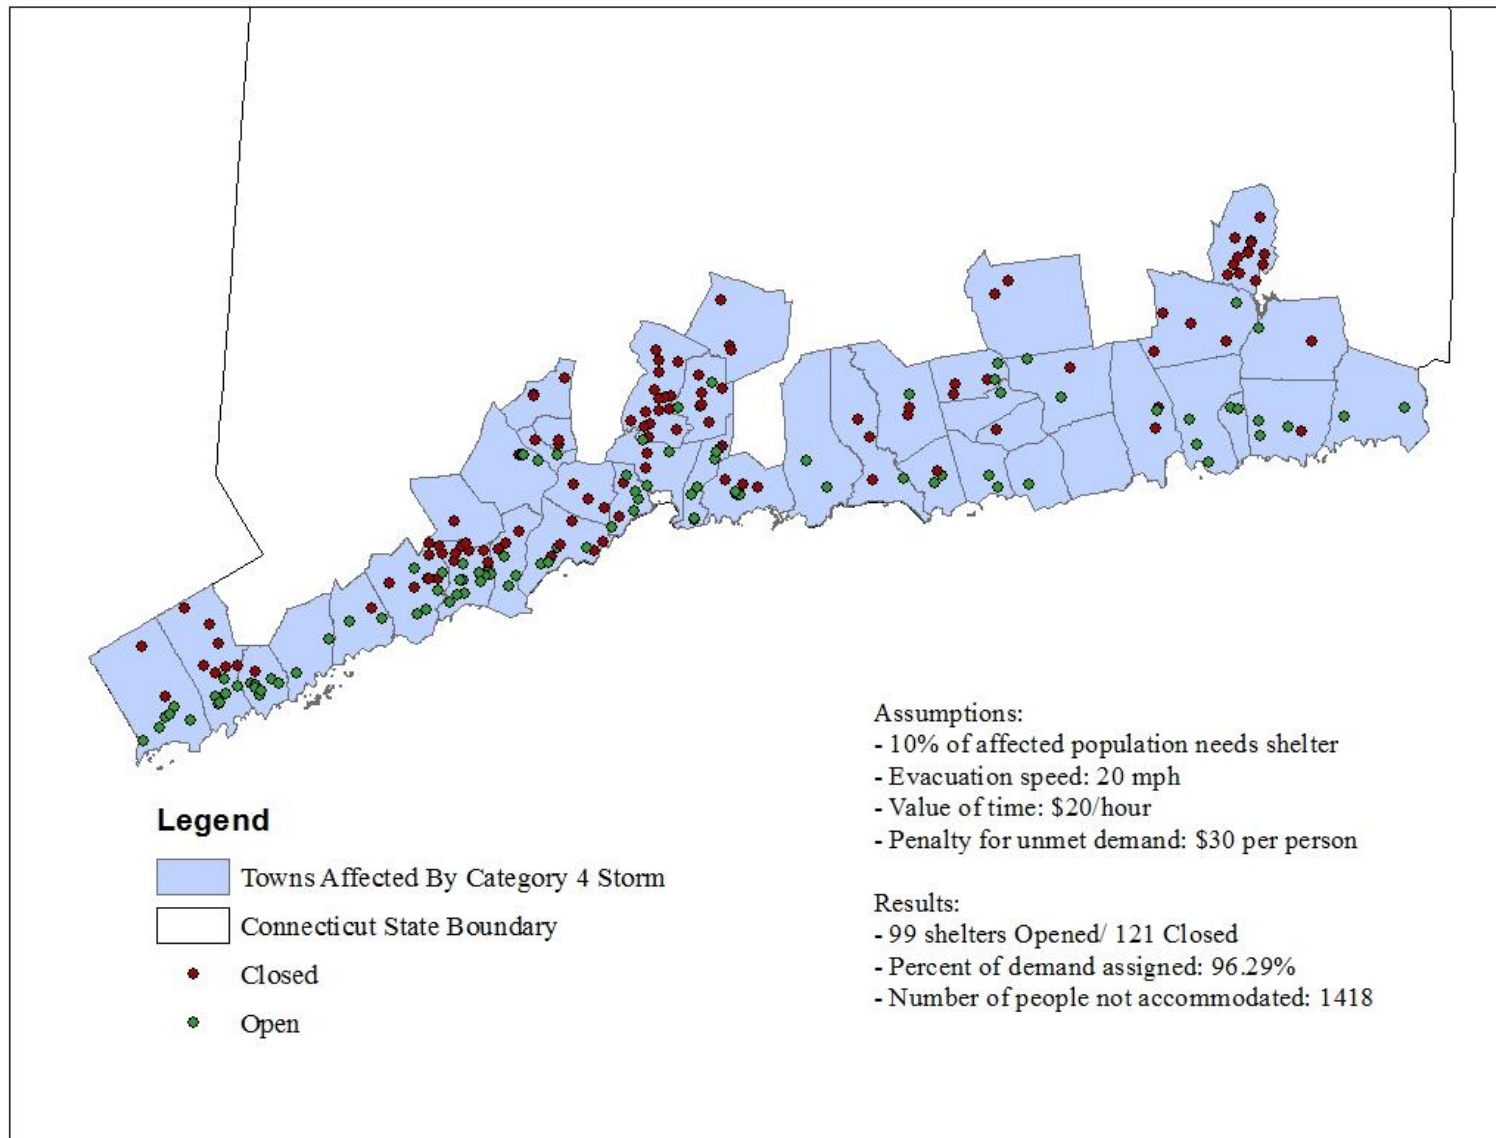 Assumptions:
- 10% of affected population needs shelter
- Evacuation speed: 20 mph
- Value of time: $20/hour
- Penalty for unmet demand: $30 per person
Results:
- 99 shelters Opened/ 121 Closed
- Percent of demand assigned: 96.29%
- Number of people not accommodated: 1418
Legend
Towns Affected By Category 4 Storm
Connecticut State Boundary
Closed
Open